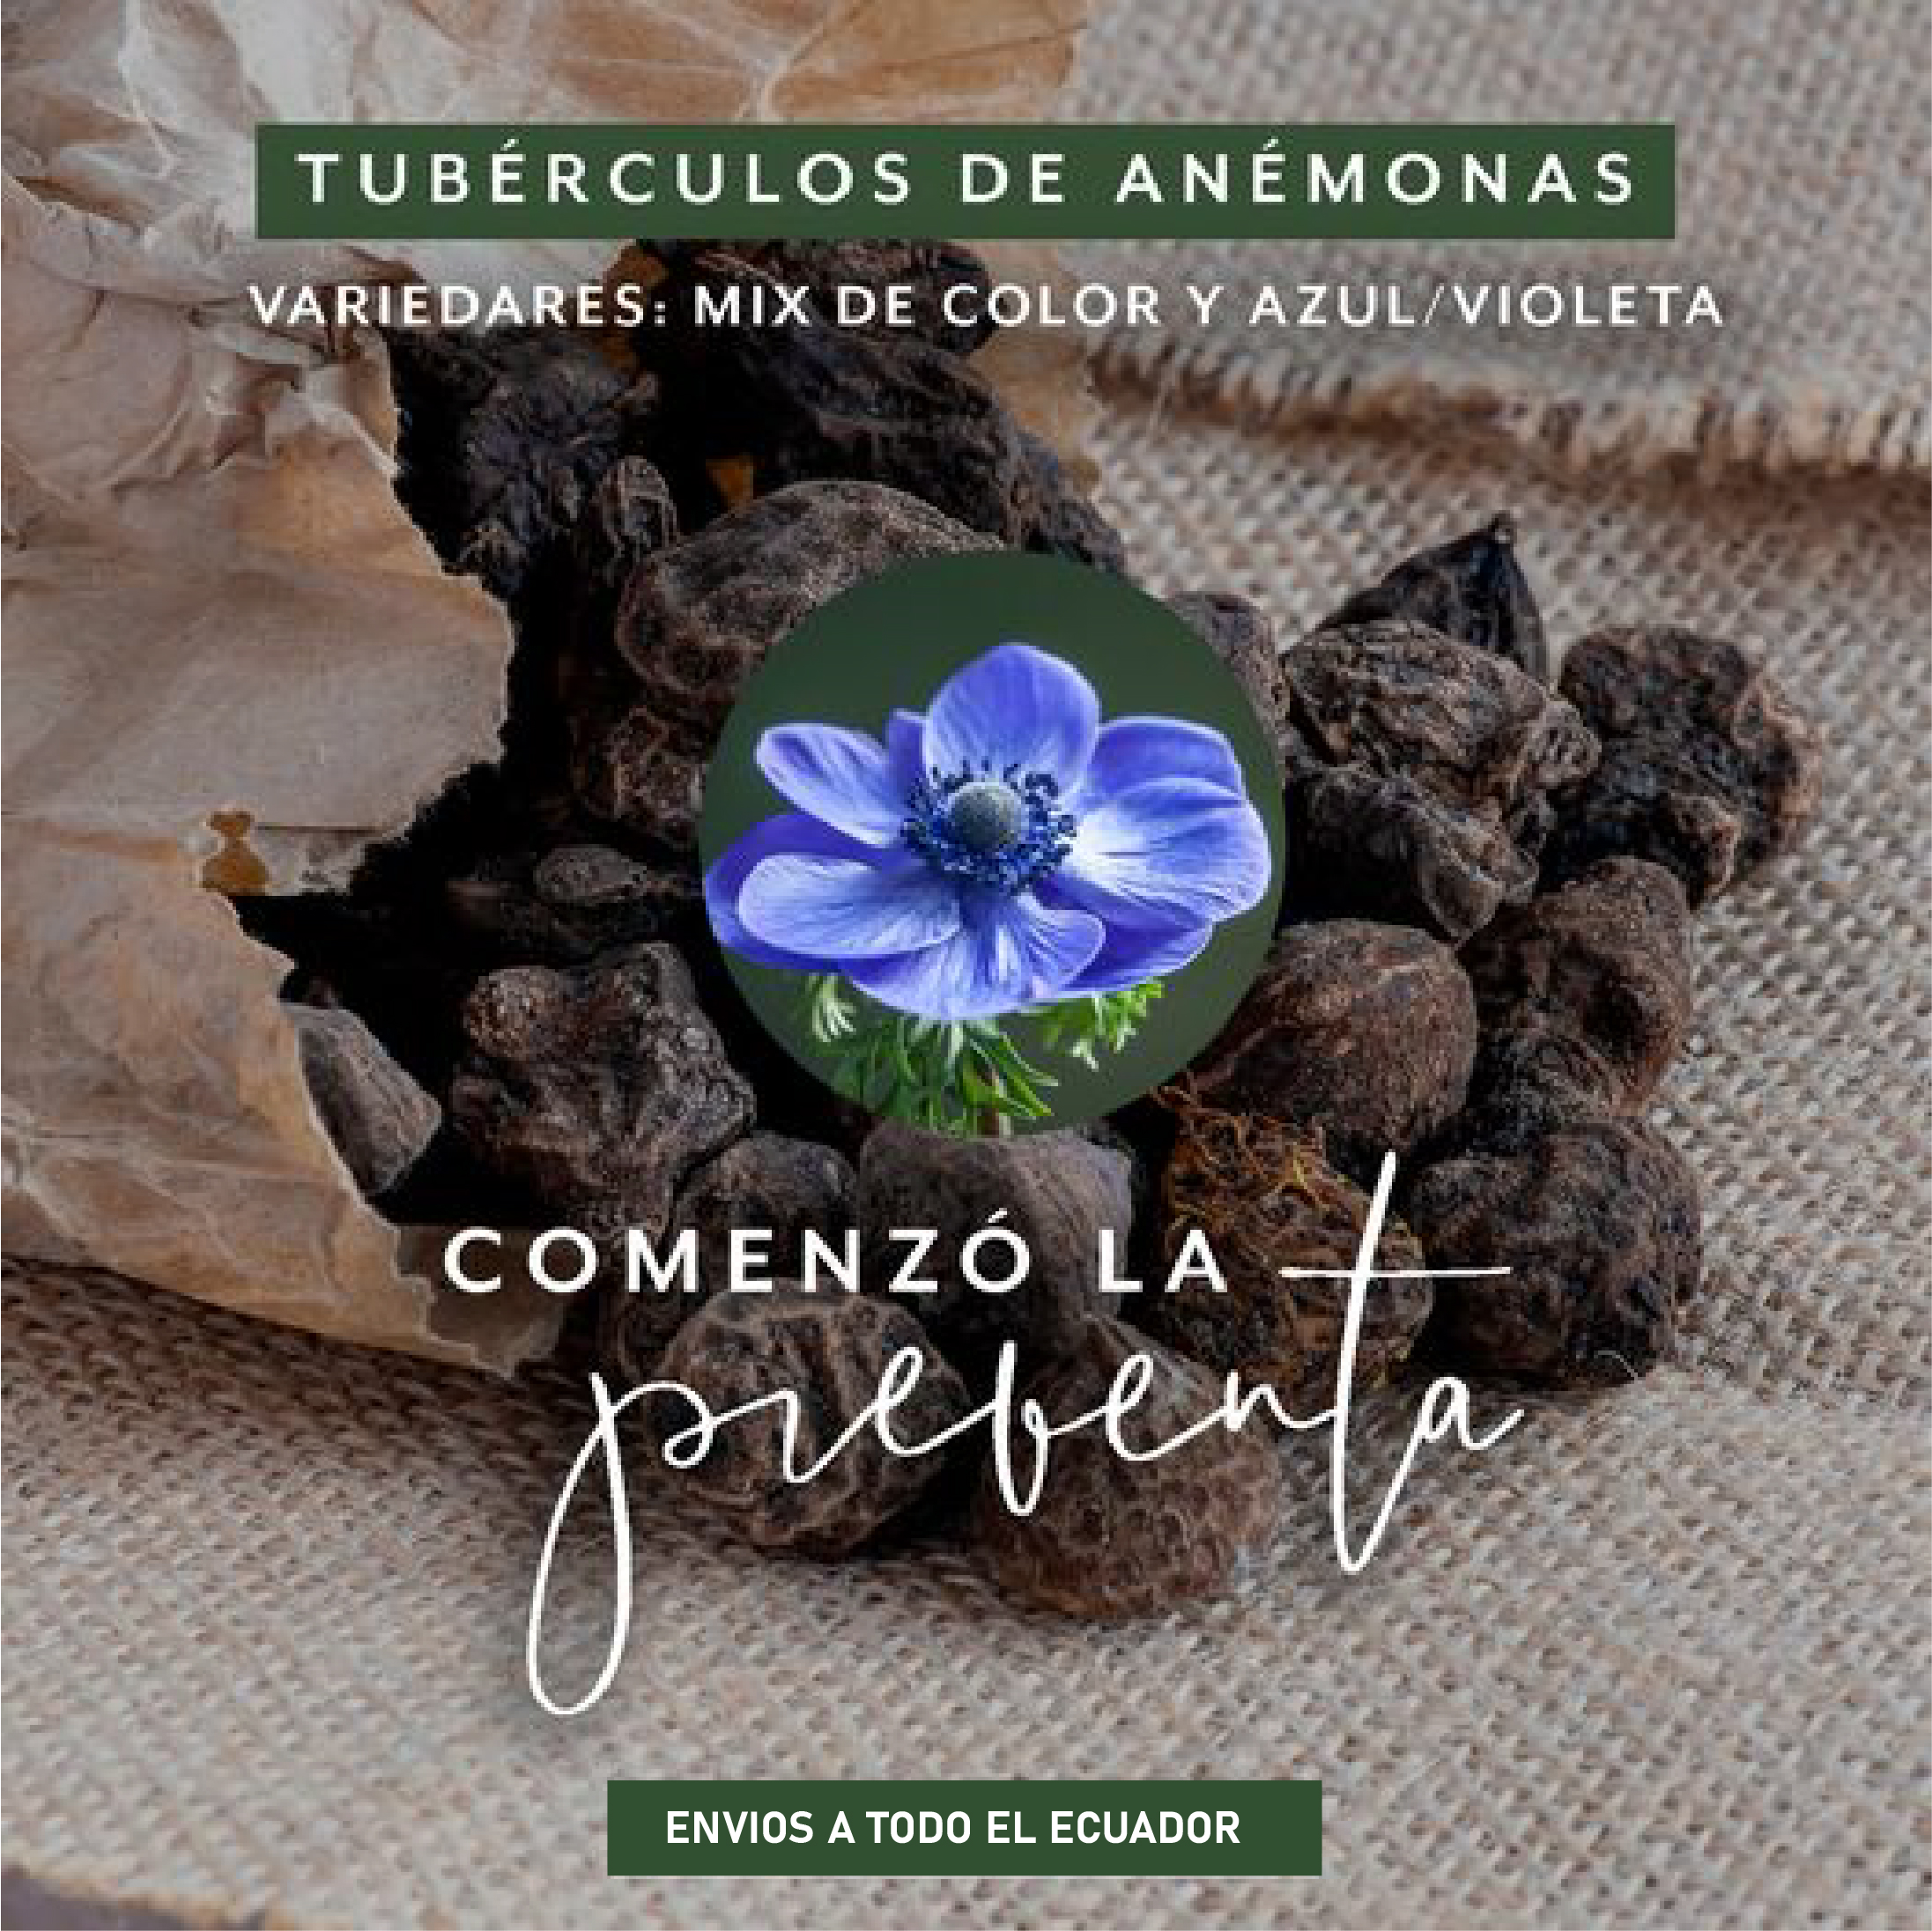 TUBÉRCULOS DE ANÉMONAS
VARIEDARES: MIX DE COLOR Y AZUL/VIOLETA
COMENZÓ LA
preventa
ENVIOS A TODO EL ECUADOR